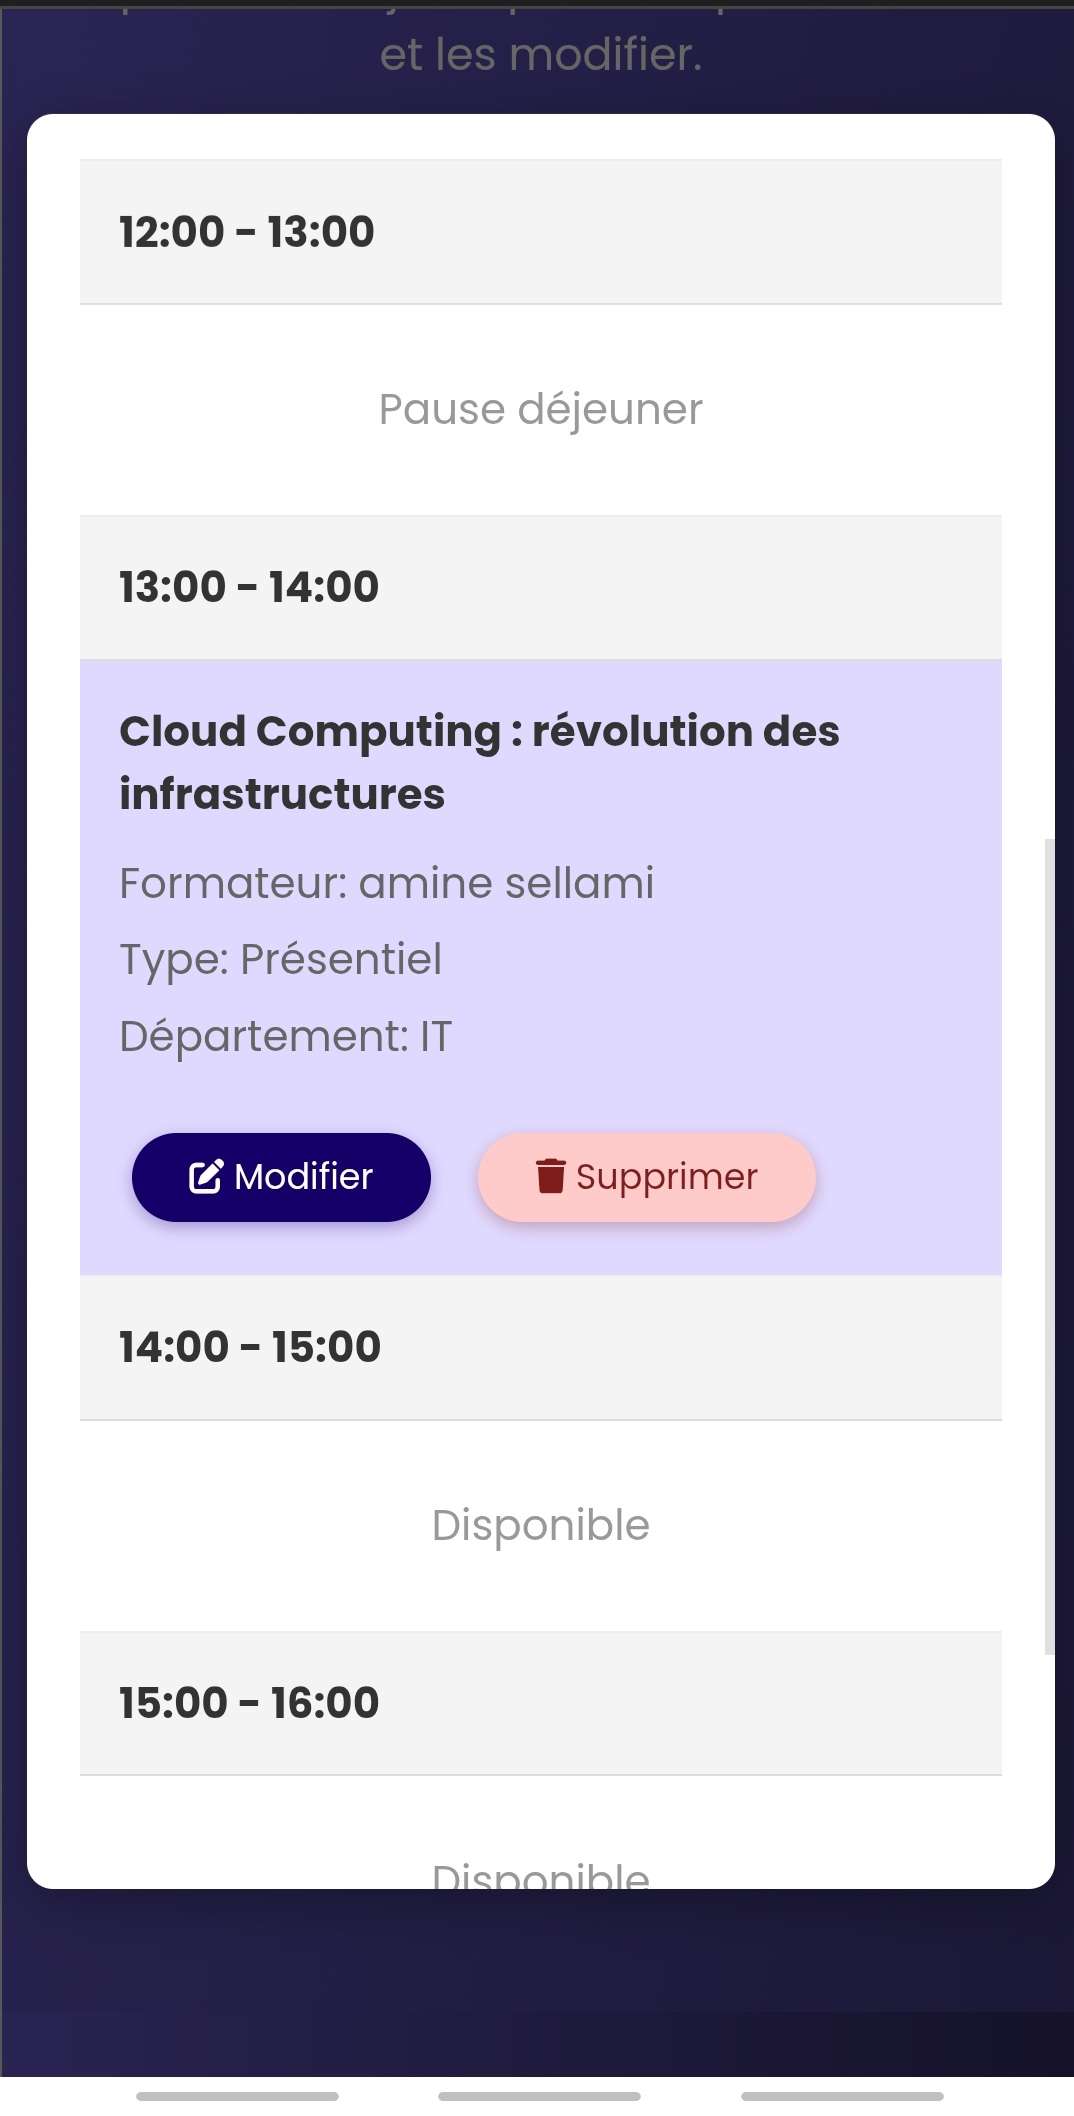 et les modifier.
12:00 - 13:00
Pause déjeuner
13:00 - 14:00
Cloud Computing : révolution des
infrastructures
Formateur: amine sellami
Type: Présentiel
Département: IT
Modifier
Supprimer
14:00 - 15:00
Disponible
15:00 - 16:00
Disponible